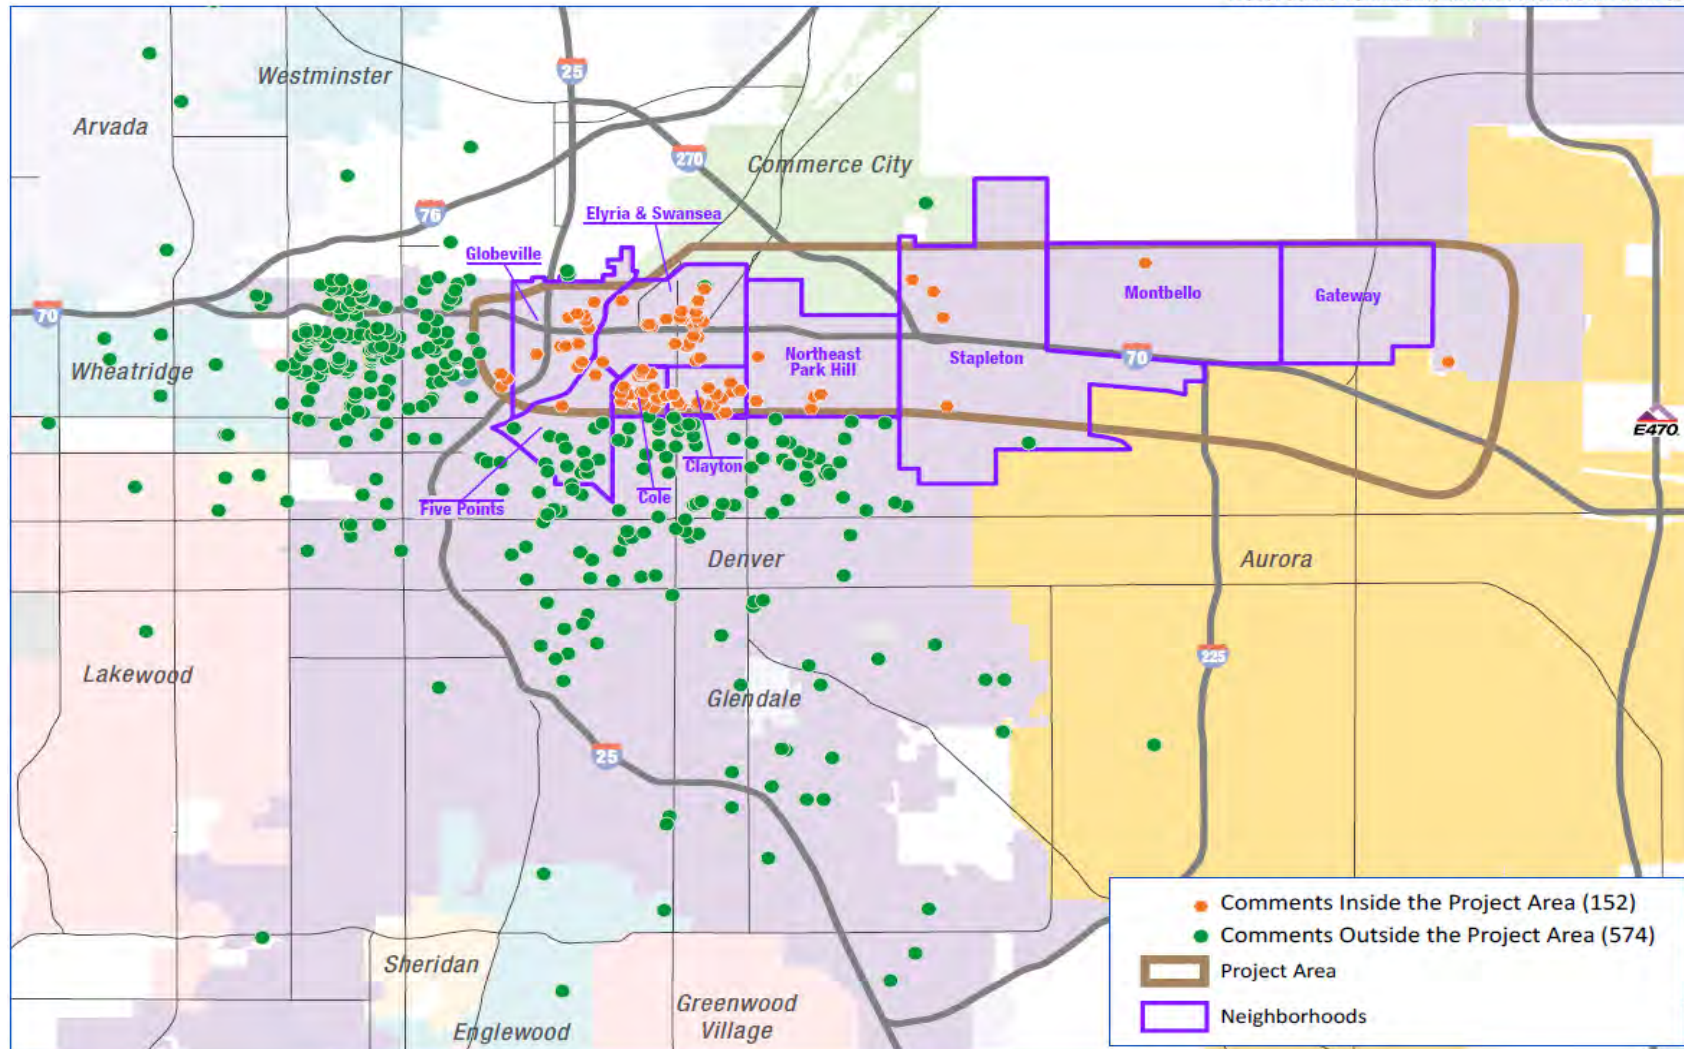 Westminster
25
Arvada
270
Commerce City
76
Elyria & Swansea
Globeville
Montbello
Gateway
70
Northeast
Park Hill
Stapleton
70
Wheatridge
E470
Clayton
Cole
Five Points
Denver
Aurora
225
Lakewood
Glendale
25
Comments Inside the Project Area (152)
Comments Outside the Project Area (574)
Project Area
Neighborhoods
Sheridan
Greenwood
Village
Englewood